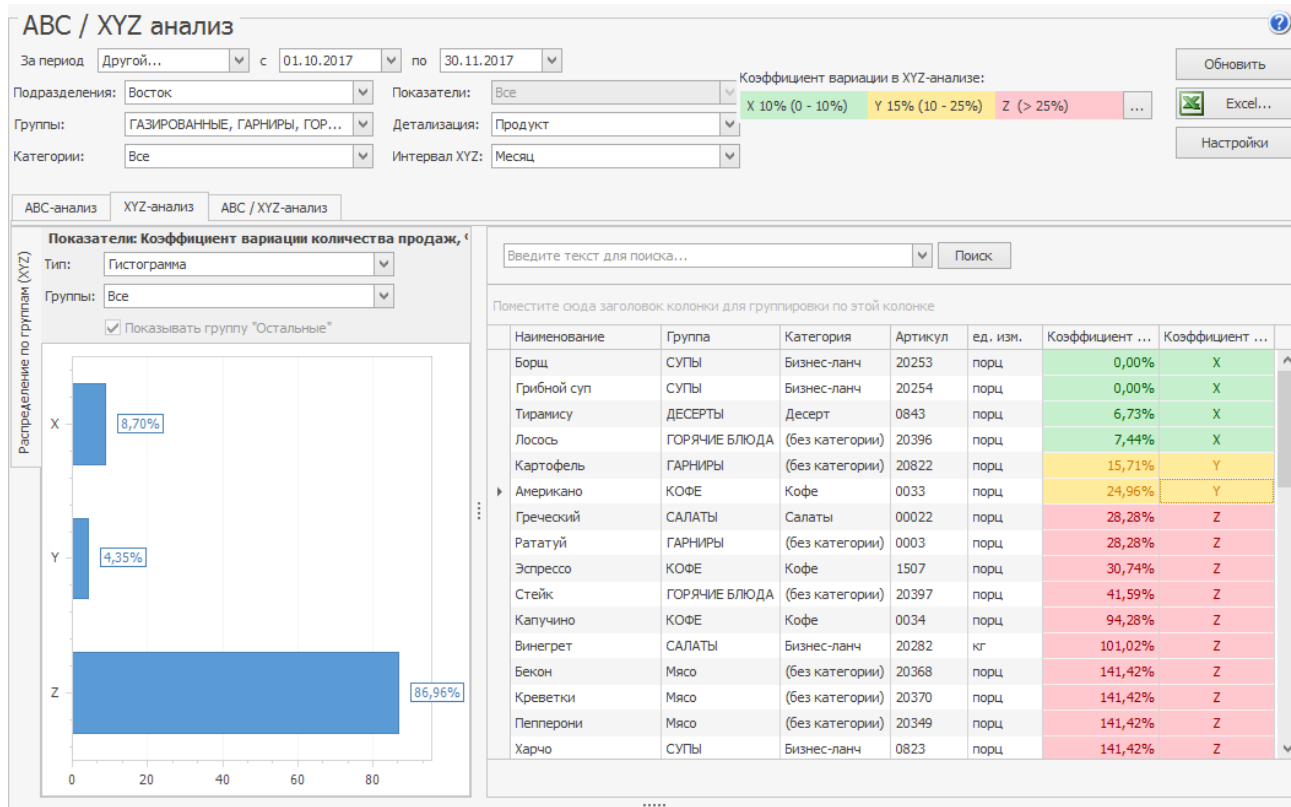 ABC / XYZ анализ
За период Другой... с 01.10.2017 по 30.11.2017
Обновить
Подразделения: Восток Показатели: Все
Коэффициент вариации в XYZ-анализе:
X 10% (0 - 10%) Y 15% (10 - 25%) Z (> 25%) ...
Excel...
Группы: ГАЗИРОВАННЫЕ, ГАРНИРЫ, ГОР... Детализация: Продукт
Настройки
Категории: Все Интервал XYZ: Месяц
ABC-анализ XYZ-анализ ABC / XYZ-анализ
Распределение по группам (XYZ)
Показатели: Коэффициент вариации количества продаж,
Тип: Гистограмма
Группы: Все
Показывать группу "Остальные"
X 8,70%
Y 4,35%
Z 86,96%
0 20 40 60 80
Введите текст для поиска... Поиск
Поместите сюда заголовок колонки для группировки по этой колонке
Наименование Группа Категория Артикул ед. изм. Коэффициент ... Коэффициент ...
Борщ СУПЫ Бизнес-ланч 20253 порц 0,00% X
Грибной суп СУПЫ Бизнес-ланч 20254 порц 0,00% X
Тирамису ДЕСЕРТЫ Десерт 0843 порц 6,73% X
Лосось ГОРЯЧИЕ БЛЮДА (без категории) 20396 порц 7,44% X
Картофель ГАРНИРЫ (без категории) 20822 порц 15,71% Y
Американо КОФЕ Кофе 0033 порц 24,96% Y
Греческий САЛАТЫ Салаты 00022 порц 28,28% Z
Рататуй ГАРНИРЫ (без категории) 0003 порц 28,28% Z
Эспрессо КОФЕ Кофе 1507 порц 30,74% Z
Стейк ГОРЯЧИЕ БЛЮДА (без категории) 20397 порц 41,59% Z
Капучино КОФЕ Кофе 0034 порц 94,28% Z
Винегрет САЛАТЫ Бизнес-ланч 20282 кг 101,02% Z
Бекон Мясо (без категории) 20368 порц 141,42% Z
Креветки Мясо (без категории) 20370 порц 141,42% Z
Пепперони Мясо (без категории) 20349 порц 141,42% Z
Харчо СУПЫ Бизнес-ланч 0823 порц 141,42% Z